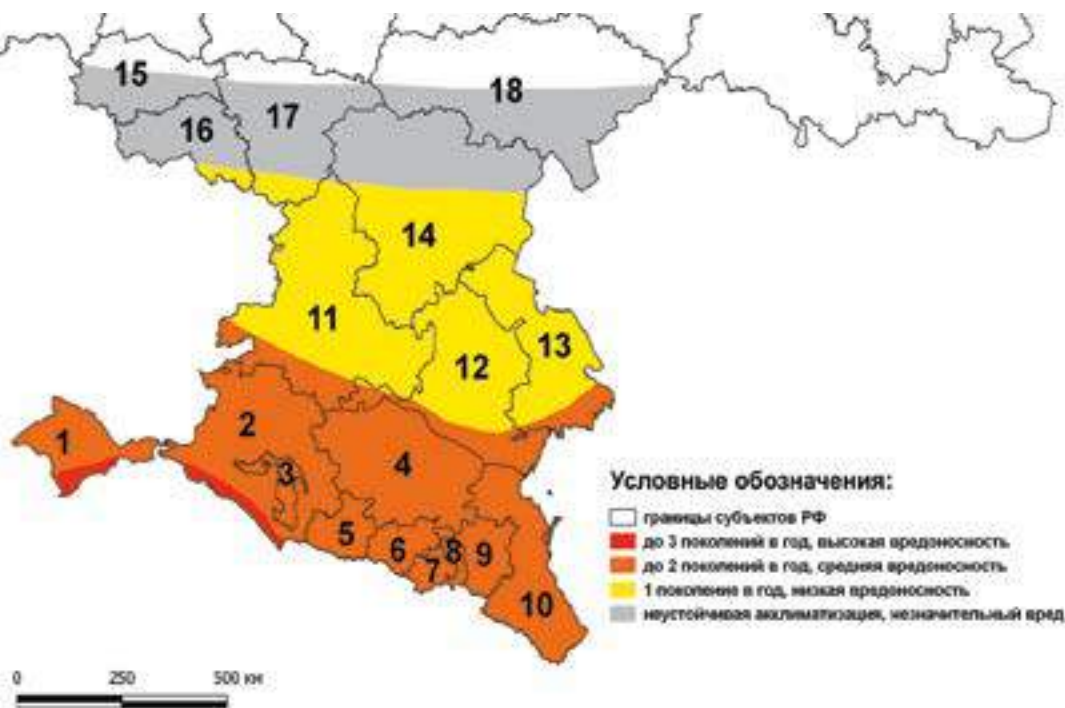 15
18
17
16
14
11
13
12
2
1
4
3
5
6
8
9
7
10
Условные обозначения:
границы субъектов РФ
до 3 поколений в год, высокая вредоносность
до 2 поколений в год, средняя вредоносность
1 поколение в год, низкая вредоносность
неустойчивая акклиматизация, незначительный вред
0 250 500 км